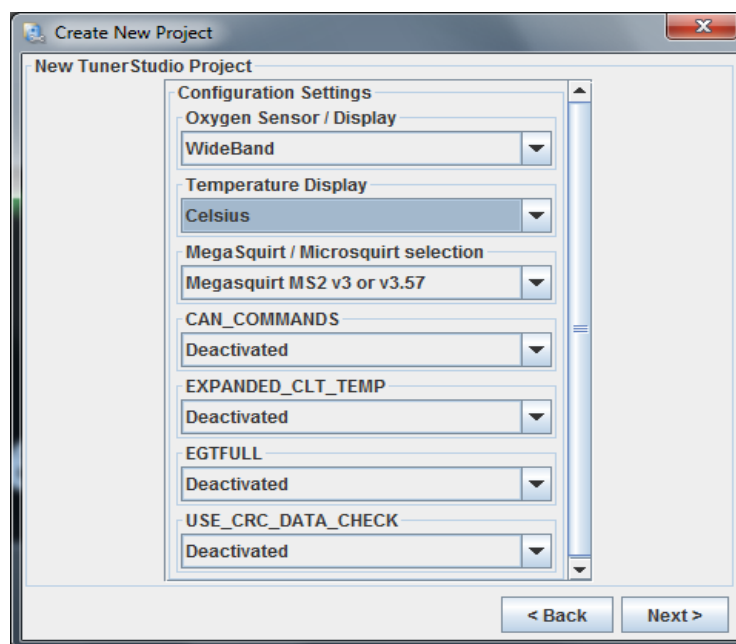 Create New Project
New TunerStudio Project
Configuration Settings
Oxygen Sensor / Display
WideBand
Temperature Display
Celsius
MegaSquirt / Microsquirt selection
Megasquirt MS2 v3 or v3.57
CAN_COMMANDS
Deactivated
EXPANDED_CLT_TEMP
Deactivated
EGTFULL
Deactivated
USE_CRC_DATA_CHECK
Deactivated
< Back Next >